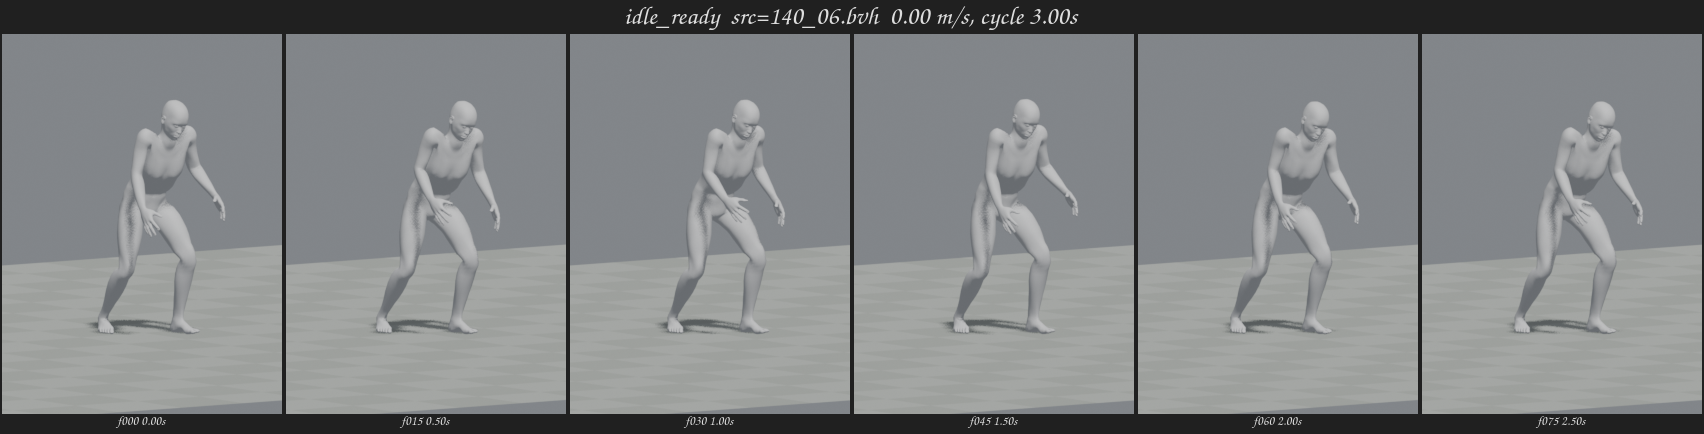 idle_ready src=140_06.bvh 0.00 m/s, cycle 3.00s
f000 0.00s
f015 0.50s
f030 1.00s
f045 1.50s
f060 2.00s
f075 2.50s